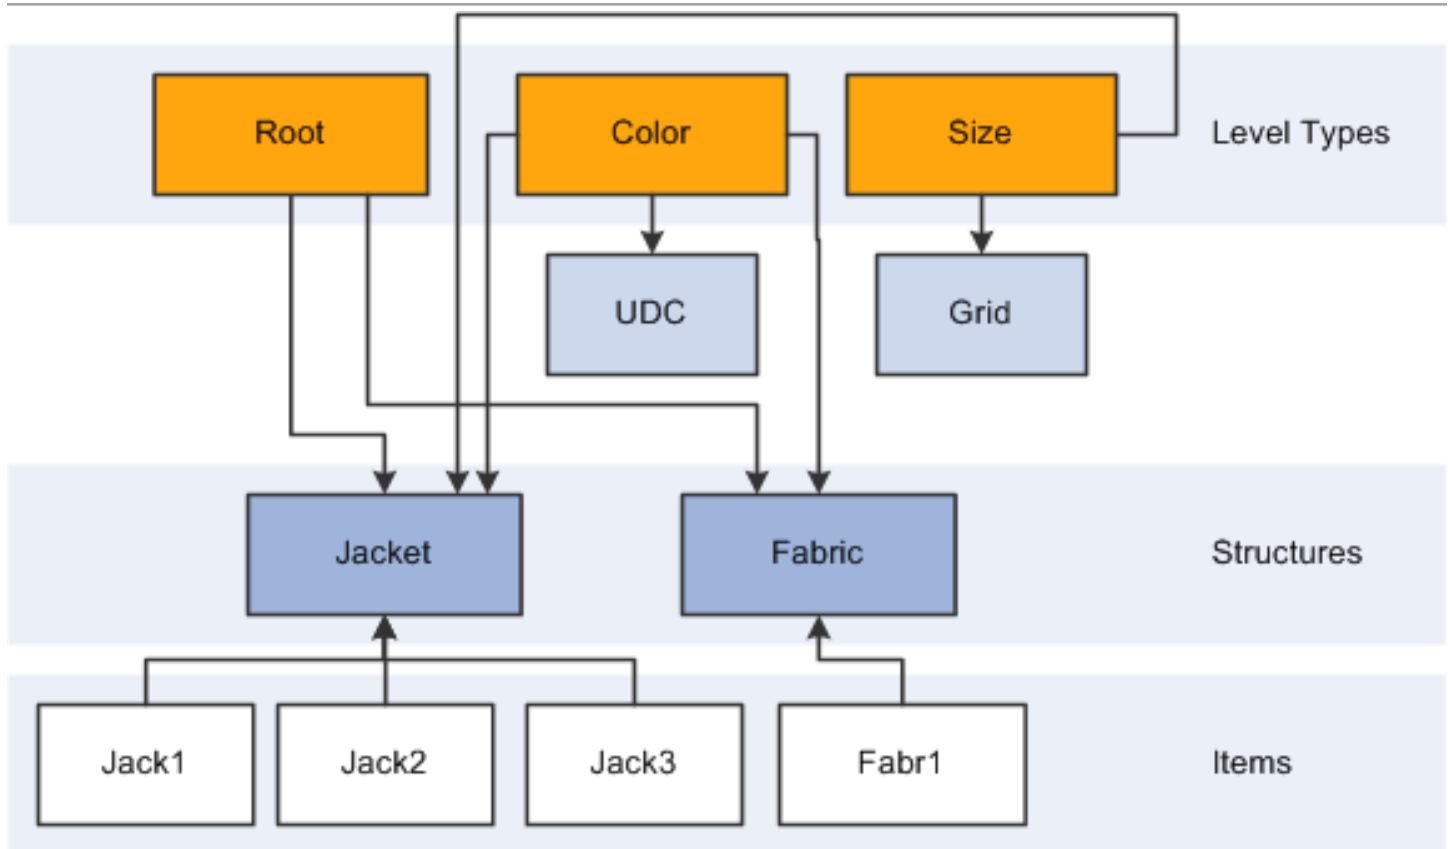 Root
Color
Size
Level Types
UDC
Grid
Jacket
Fabric
Structures
Jack1
Jack2
Jack3
Fabr1
Items